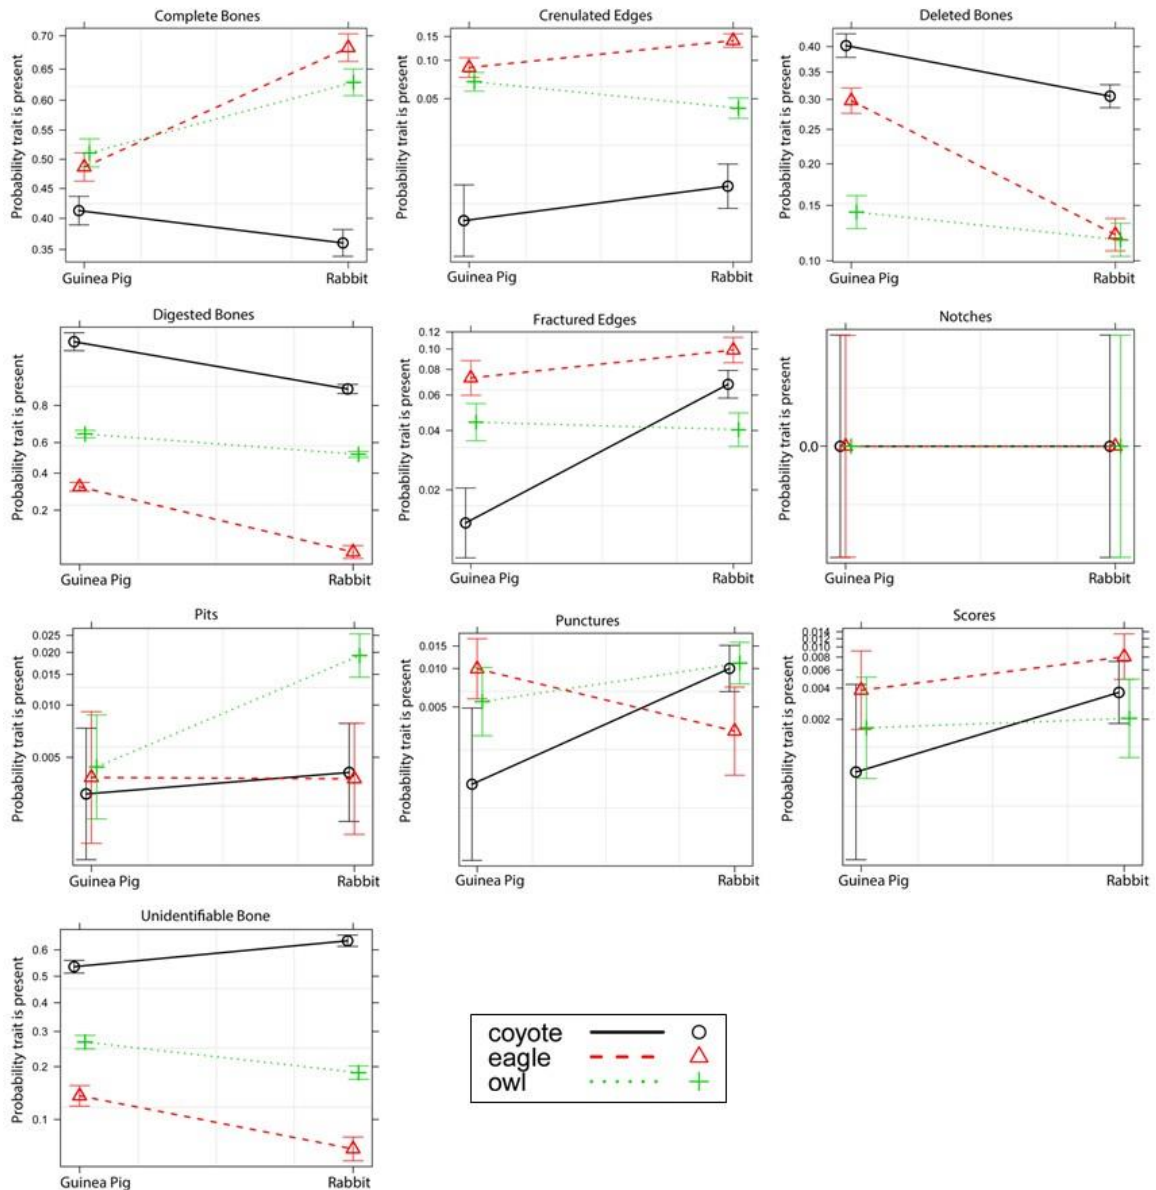 Complete Bones
Probability trait is present
0.70
0.65
0.60
0.55
0.50
0.45
0.40
0.35
Guinea Pig Rabbit
Crenulated Edges
Probability trait is present
0.15
0.10
0.05
Guinea Pig Rabbit
Deleted Bones
Probability trait is present
0.40
0.35
0.30
0.25
0.20
0.15
0.10
Guinea Pig Rabbit
Digested Bones
Probability trait is present
0.8
0.6
0.4
0.2
Guinea Pig Rabbit
Fractured Edges
Probability trait is present
0.12
0.10
0.08
0.06
0.04
0.02
Guinea Pig Rabbit
Notches
Probability trait is present
0.0
Guinea Pig Rabbit
Pits
Probability trait is present
0.025
0.020
0.015
0.010
0.005
Guinea Pig Rabbit
Punctures
Probability trait is present
0.015
0.010
0.005
Guinea Pig Rabbit
Scores
Probability trait is present
0.014
0.012
0.010
0.008
0.006
0.004
0.002
Guinea Pig Rabbit
Unidentifiable Bone
Probability trait is present
0.6
0.5
0.4
0.3
0.2
0.1
Guinea Pig Rabbit
coyote
eagle
owl